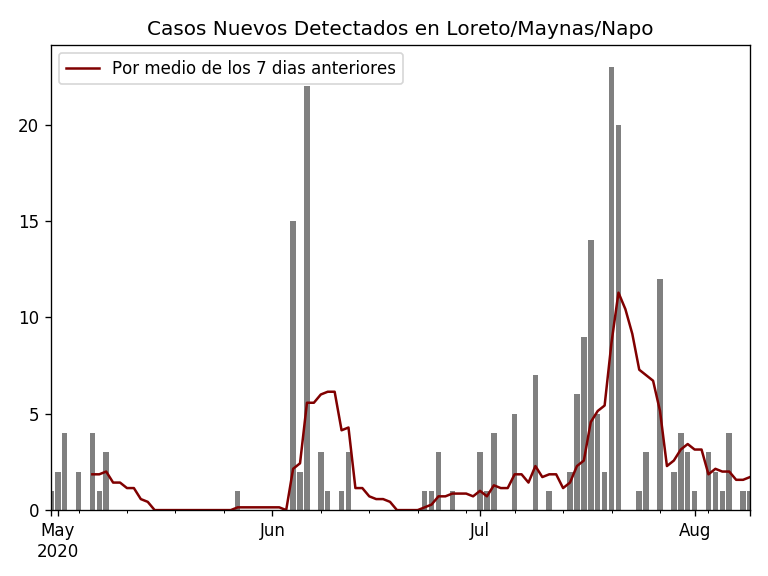 Casos Nuevos Detectados en Loreto/Maynas/Napo
Por medio de los 7 dias anteriores
20
15
10
5
0
May Jun Jul Aug
2020